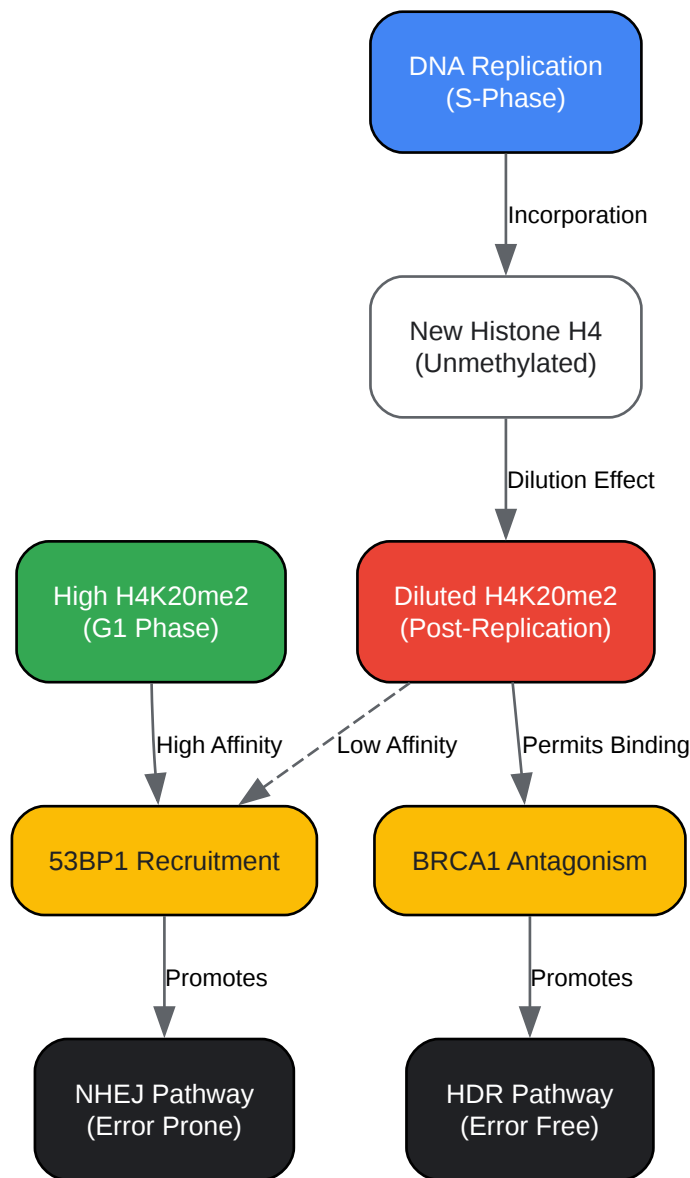 DNA Replication
(S-Phase)
Incorporation
New Histone H4
(Unmethylated)
Dilution Effect
High H4K20me2
(G1 Phase)
Diluted H4K20me2
(Post-Replication)
High Affinity
Low Affinity
Permits Binding
53BP1 Recruitment
BRCA1 Antagonism
Promotes
Promotes
NHEJ Pathway
(Error Prone)
HDR Pathway
(Error Free)